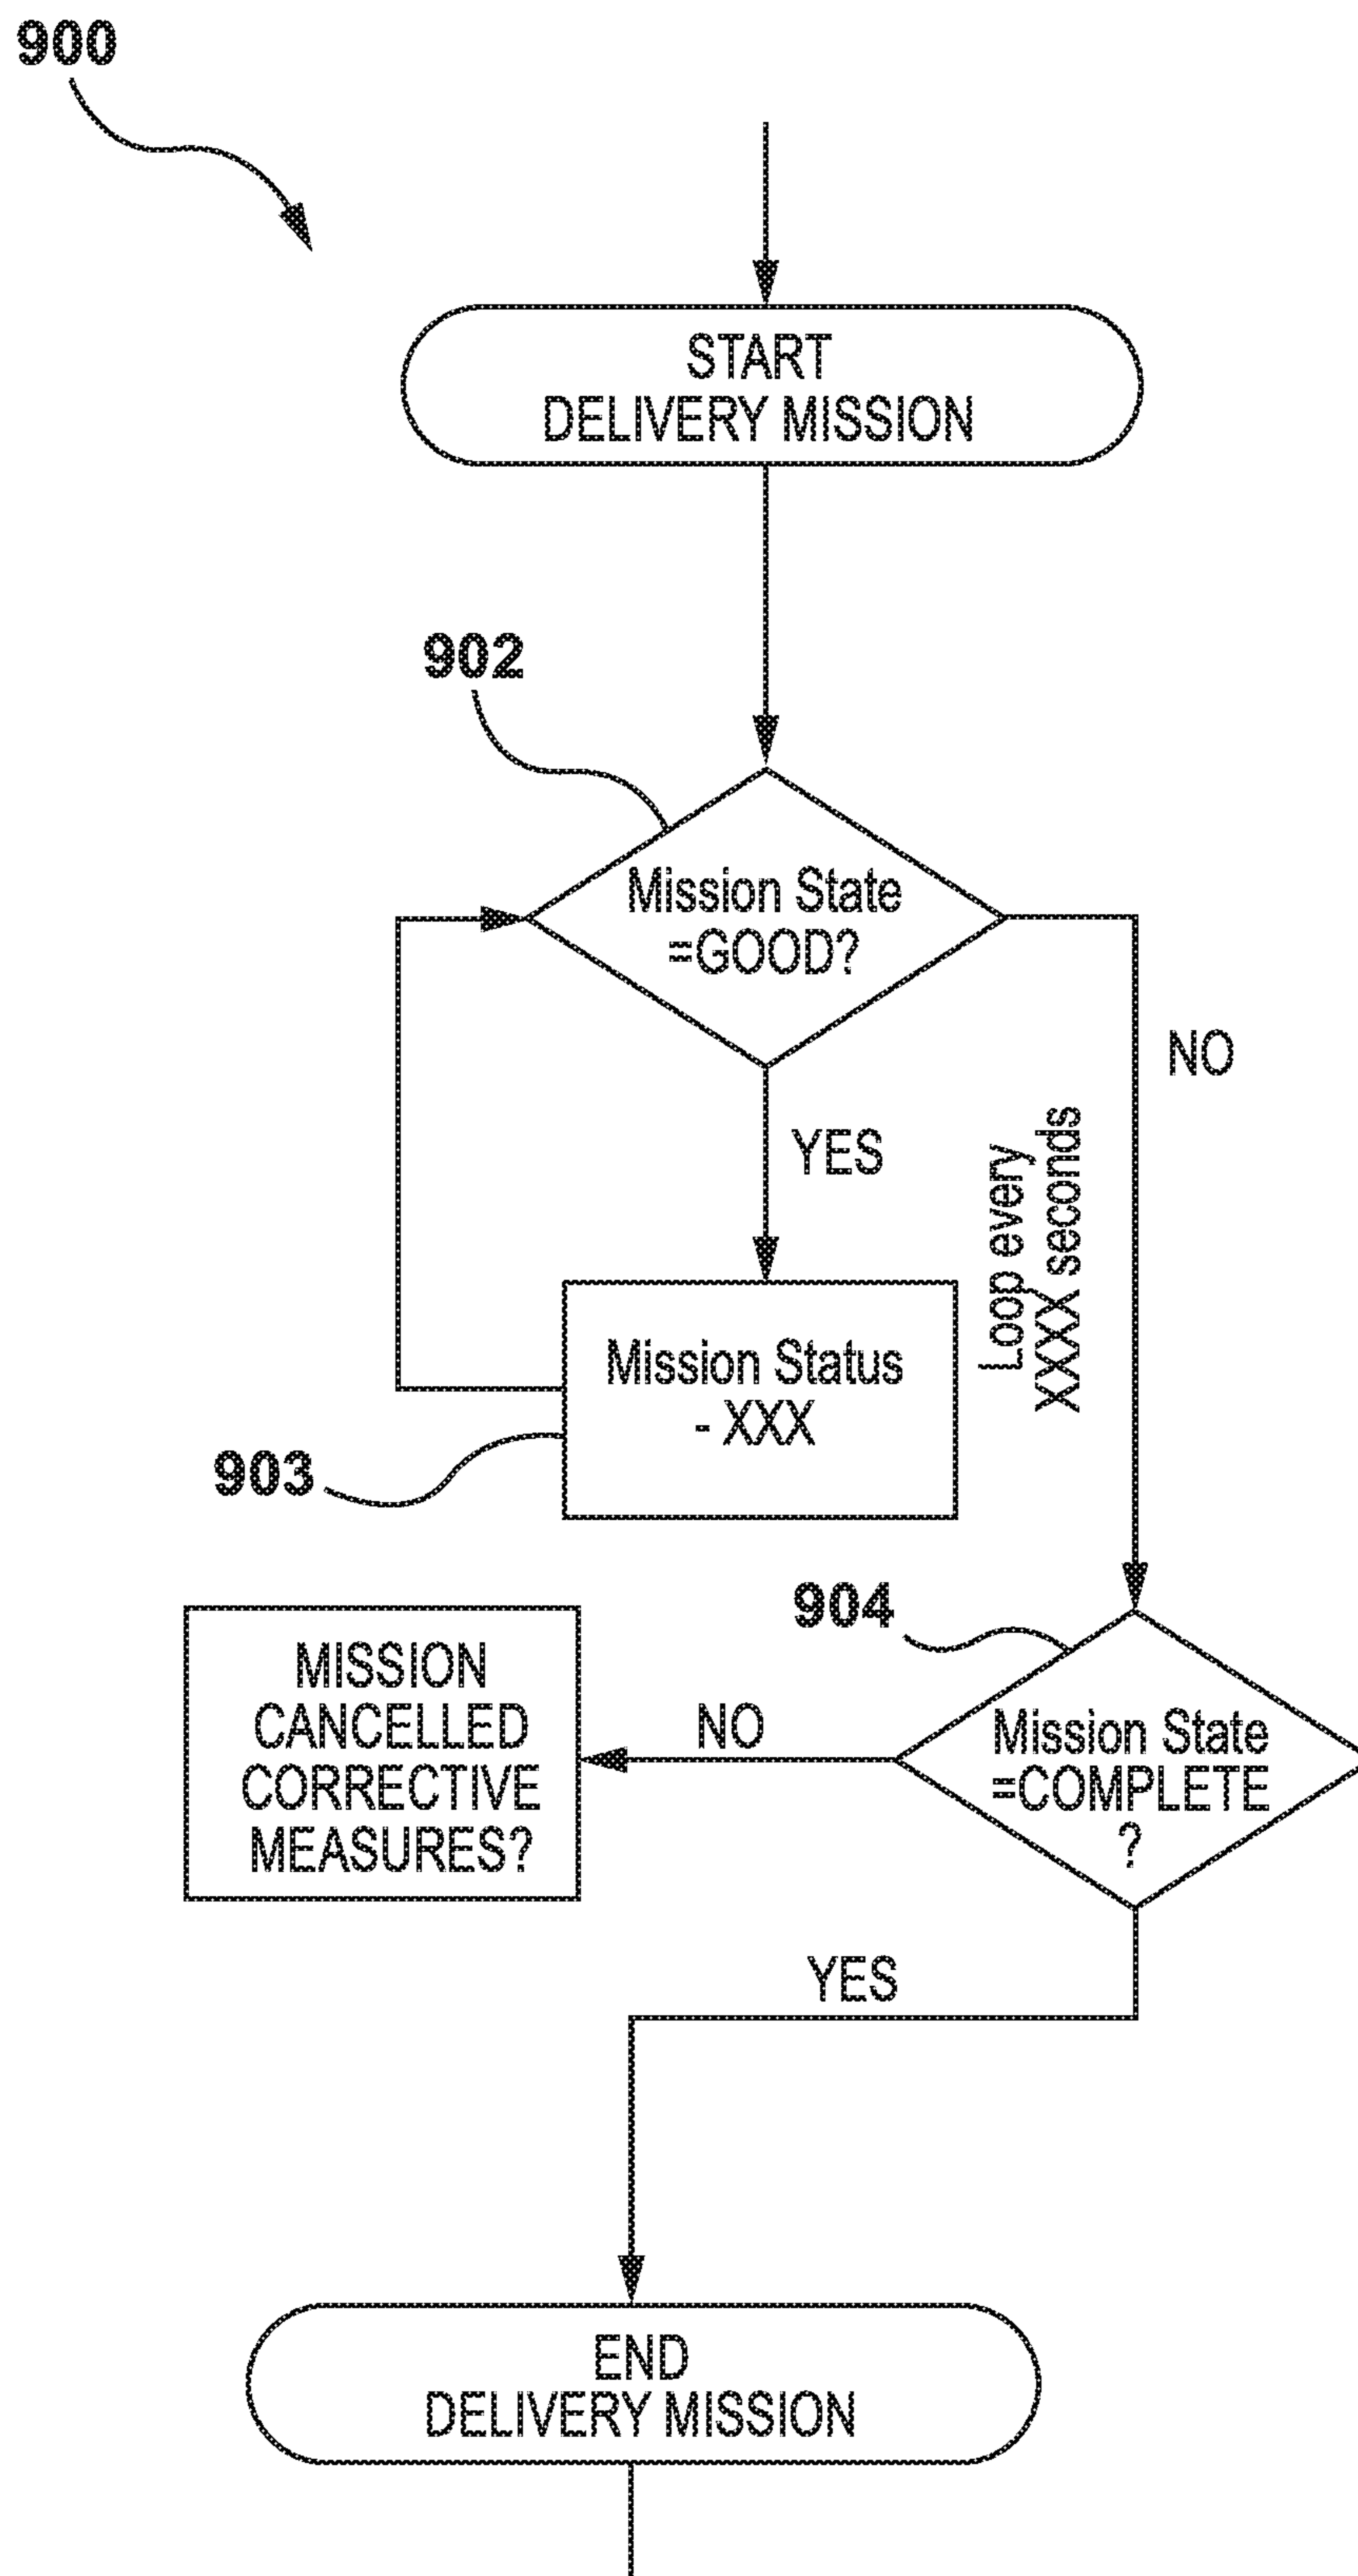 900
START
DELIVERY MISSION
902
Mission State
=GOOD?
NO
YES
Loop every
XXXX seconds
Mission Status
- XXX
903
904
MISSION
CANCELLED
CORRECTIVE
MEASURES?
NO
Mission State
=COMPLETE
?
YES
END
DELIVERY MISSION